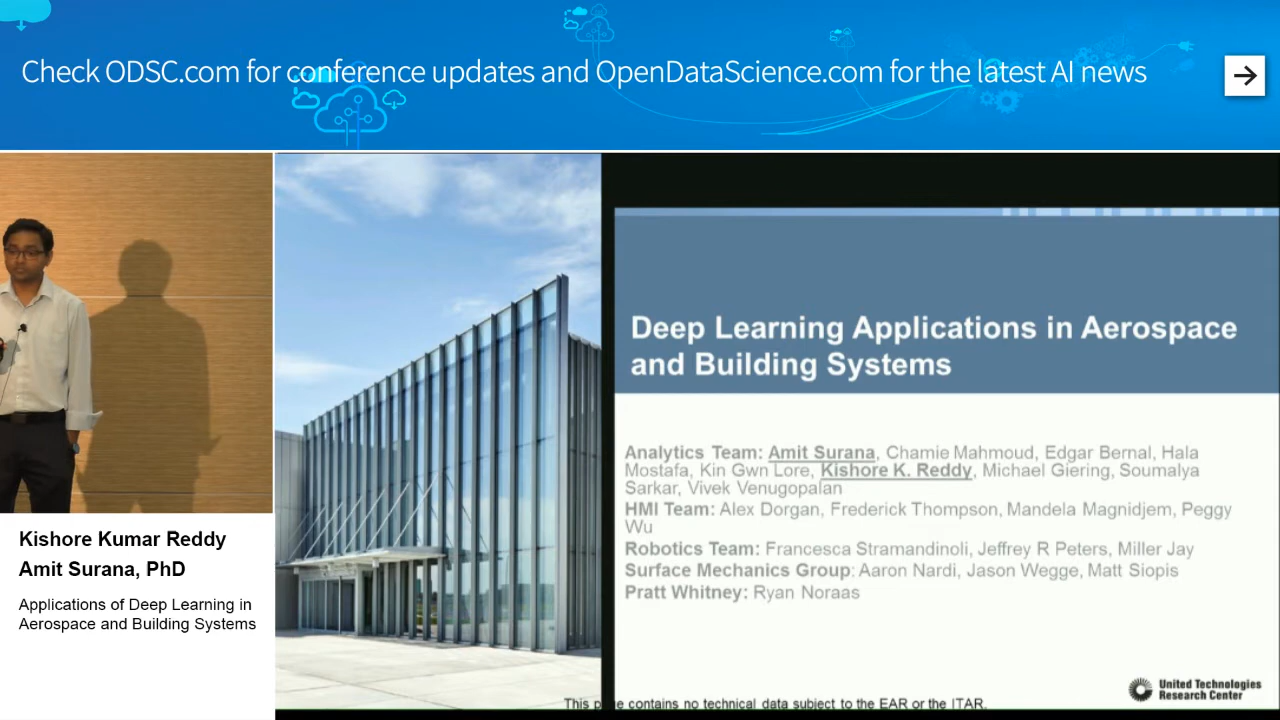 Check ODSC.com for conference updates and OpenDataScience.com for the latest AI news
Kishore Kumar Reddy
Amit Surana, PhD
Applications of Deep Learning in
Aerospace and Building Systems
Deep Learning Applications in Aerospace
and Building Systems
Analytics Team: Amit Surana, Chamie Mahmoud, Edgar Bernal, Hala
Mostafa, Kin Gwn Lore, Kishore K. Reddy, Michael Giering, Soumalya
Sarkar, Vivek Venugopalan
HMI Team: Alex Dorgan, Frederick Thompson, Mandela Magnidjem, Peggy
Wu
Robotics Team: Francesca Stramandinoli, Jeffrey R Peters, Miller Jay
Surface Mechanics Group: Aaron Nardi, Jason Wegge, Matt Siopis
Pratt Whitney: Ryan Noraas
United Technologies
Research Center
This contains no technical data subject to the EAR or the ITAR.